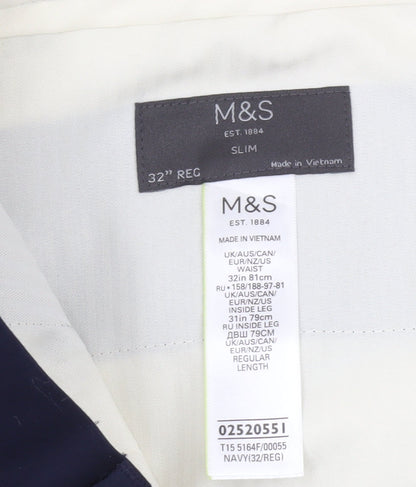 M&S
EST. 1884
SLIM
32" REG
Made in Vietnam
M&S
EST. 1884
MADE IN VIETNAM
UK/AUS/CAN/
EUR/NZ/US
WAIST
32in 81cm
RU • 158/188-97-81
UK/AUS/CAN/
EUR/NZ/US
INSIDE LEG
31in 79cm
RU INSIDE LEG
ДВШ 79CM
UK/AUS/CAN/
EUR/NZ/US
REGULAR
LENGTH
02520551
T15 5164F/00055
NAVY(32/REG)